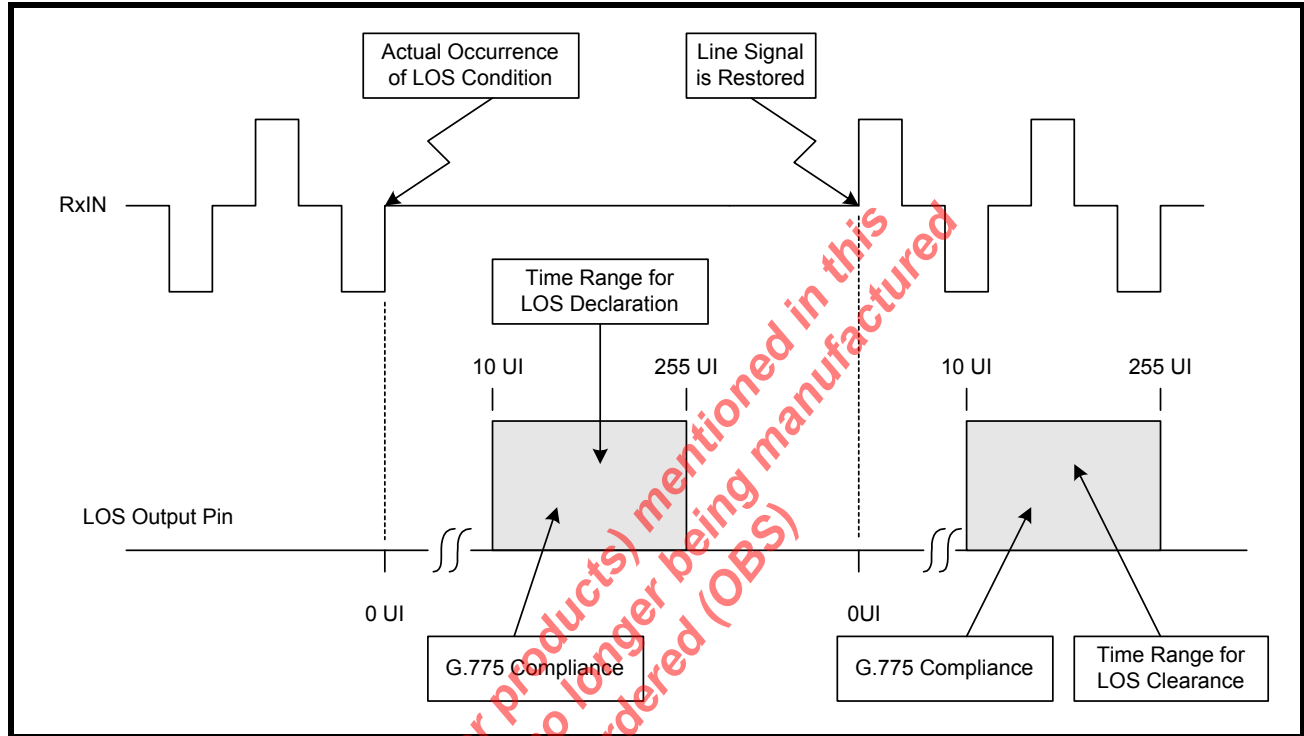 Actual Occurrence
of LOS Condition
Line Signal
is Restored
RxIN
Time Range for
LOS Declaration
10 UI
255 UI
10 UI
255 UI
LOS Output Pin
0 UI
0UI
G.775 Compliance
G.775 Compliance
Time Range for
LOS Clearance
r products) mentioned in this
no longer being manufactured
rdered (OBS)